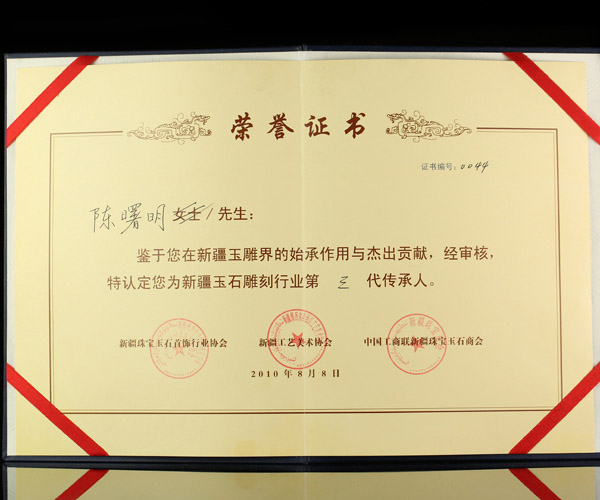 荣誉证书
证书编号：0044
陈曙明女士/先生：
鉴于您在新疆玉雕界的始承作用与杰出贡献，经审核，
特认定您为新疆玉石雕刻行业第 三 代传承人。
新疆珠宝玉石首饰行业协会 新疆工艺美术协会 中国工商联新疆珠宝玉石商会
2010年8月8日